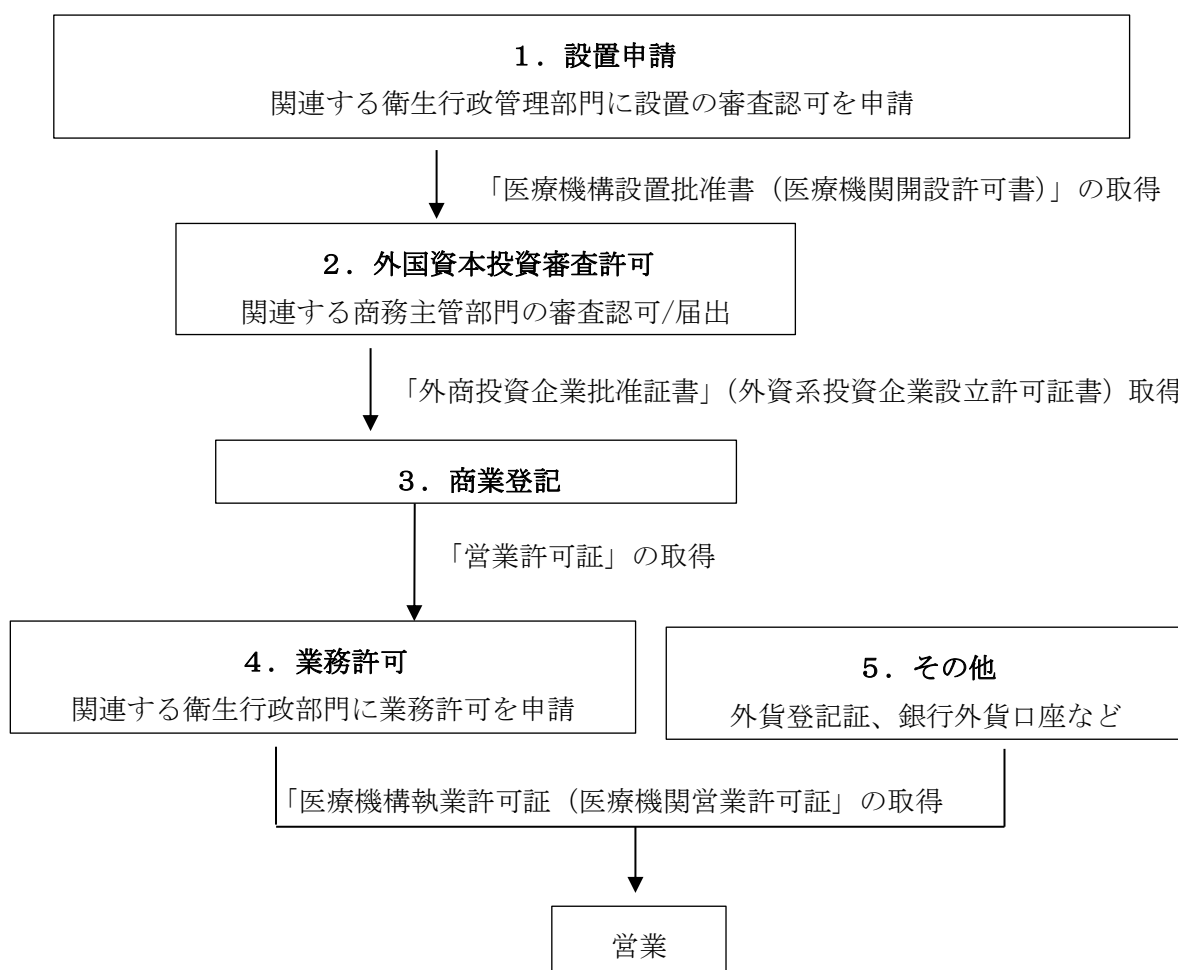 １．設置申請
関連する衛生行政管理部門に設置の審査認可を申請
「医療機構設置批准書（医療機関開設許可書）」の取得
２．外国資本投資審査許可
関連する商務主管部門の審査認可/届出
「外商投資企業批准証書」（外資系投資企業設立許可証書）取得
３．商業登記
「営業許可証」の取得
４．業務許可
関連する衛生行政部門に業務許可を申請
５．その他
外貨登記証、銀行外貨口座など
「医療機構執業許可証（医療機関営業許可証」の取得
営業